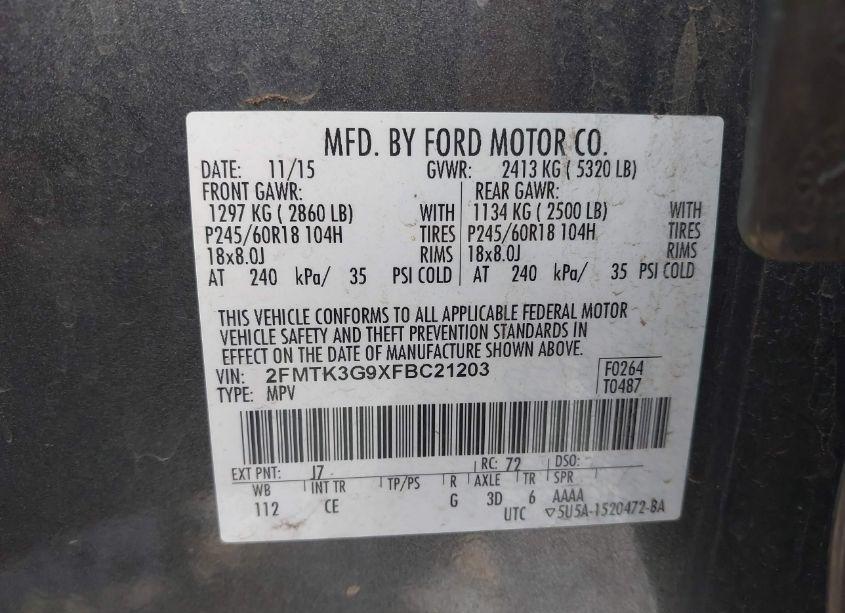 MFD. BY FORD MOTOR CO.
DATE: 11/15 GVWR: 2413 KG ( 5320 LB)
FRONT GAWR: REAR GAWR:
1297 KG ( 2860 LB) WITH 1134 KG ( 2500 LB) WITH
P245/60R18 104H TIRES P245/60R18 104H TIRES
18x8.0J RIMS 18x8.0J RIMS
AT 240 kPa/ 35 PSI COLD AT 240 kPa/ 35 PSI COLD
THIS VEHICLE CONFORMS TO ALL APPLICABLE FEDERAL MOTOR
VEHICLE SAFETY AND THEFT PREVENTION STANDARDS IN
EFFECT ON THE DATE OF MANUFACTURE SHOWN ABOVE.
VIN: 2FMTK3G9XFBC21203 F0264
TYPE: MPV T0487
EXT PNT: J7 RC: 72 DSO:
WB INT TR TP/PS R AXLE TR SPR
112 CE G 3D 6 AAAA
UTC ▽5U5A-1520472-BA